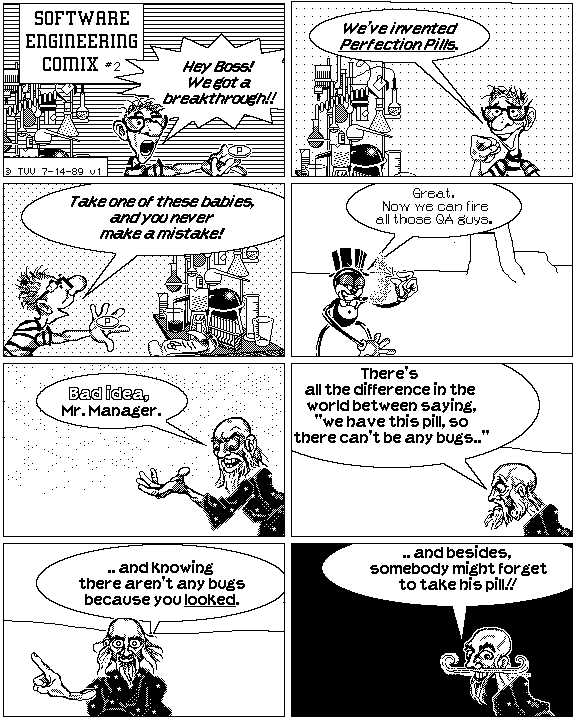 SOFTWARE
ENGINEERING
COMIX #2
Hey Boss!
We got a
breakthrough!!
© TVV 7-14-89 v1
We've invented
Perfection Pills.
Take one of these babies,
and you never
make a mistake!
Great.
Now we can fire
all those QA guys.
Bad idea,
Mr. Manager.
There's
all the difference in the
world between saying,
"we have this pill, so
there can't be any bugs.."
.. and knowing
there aren't any bugs
because you looked.
.. and besides,
somebody might forget
to take his pill!!